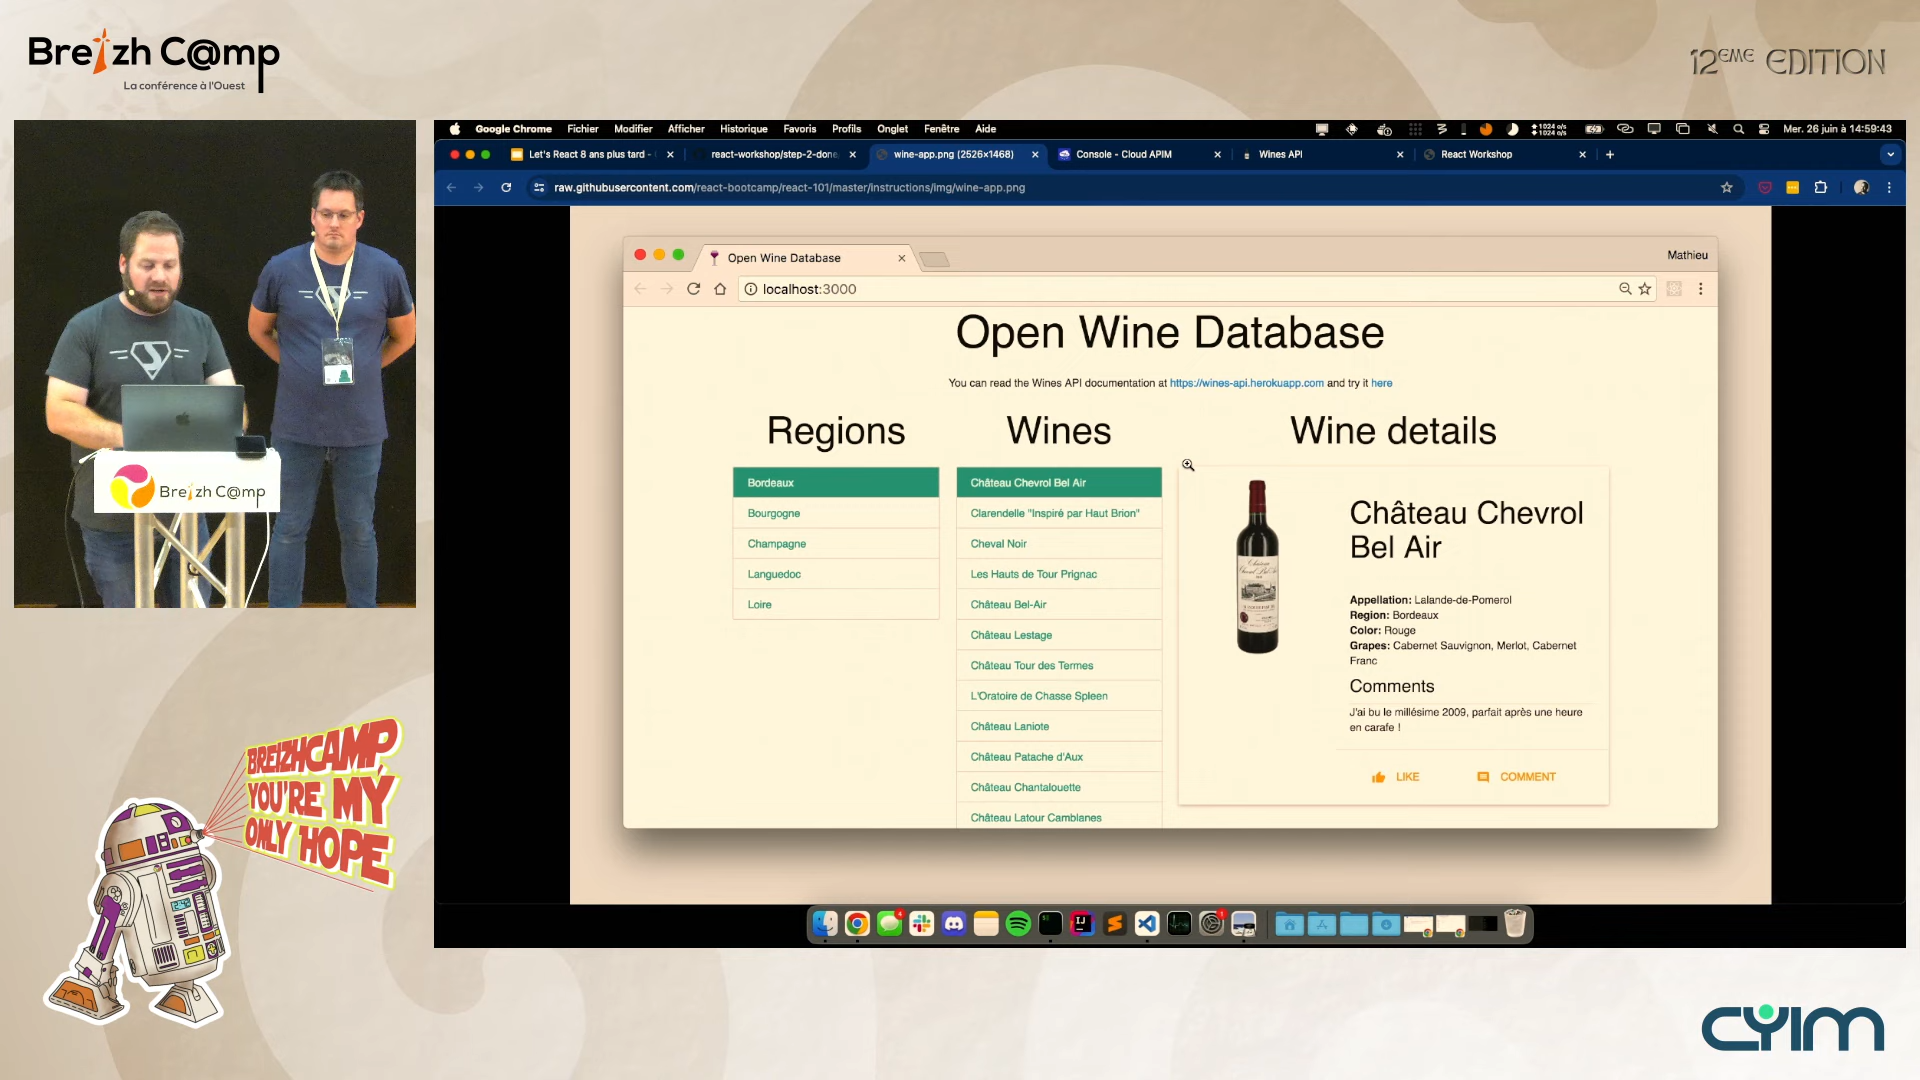 Breizh C@mp
La conférence à l'Ouest
12EME EDITION
Google Chrome Fichier Modifier Afficher Historique Favoris Profils Onglet Fenêtre Aide
Mer. 26 juin à 14:59:43
Let's React 8 ans plus tard -
react-workshop/step-2-done
wine-app.png (2526×1468)
Console - Cloud APIM
Wines API
React Workshop
raw.githubusercontent.com/react-bootcamp/react-101/master/instructions/img/wine-app.png
Open Wine Database
Mathieu
localhost:3000
Open Wine Database
You can read the Wines API documentation at https://wines-api.herokuapp.com and try it here
Regions
Bordeaux
Bourgogne
Champagne
Languedoc
Loire
Wines
Château Chevrol Bel Air
Clarendelle "Inspiré par Haut Brion"
Cheval Noir
Les Hauts de Tour Prignac
Château Bel-Air
Château Lestage
Château Tour des Termes
L'Oratoire de Chasse Spleen
Château Laniote
Château Patache d'Aux
Château Chantalouette
Château Latour Camblanes
Wine details
Château Chevrol
Bel Air
Appellation: Lalande-de-Pomerol
Region: Bordeaux
Color: Rouge
Grapes: Cabernet Sauvignon, Merlot, Cabernet
Franc
Comments
J'ai bu le millésime 2009, parfait après une heure
en carafe !
LIKE
COMMENT
Breizh C@mp
BREIZHCAMP,
YOU'RE MY
ONLY HOPE
CYIM